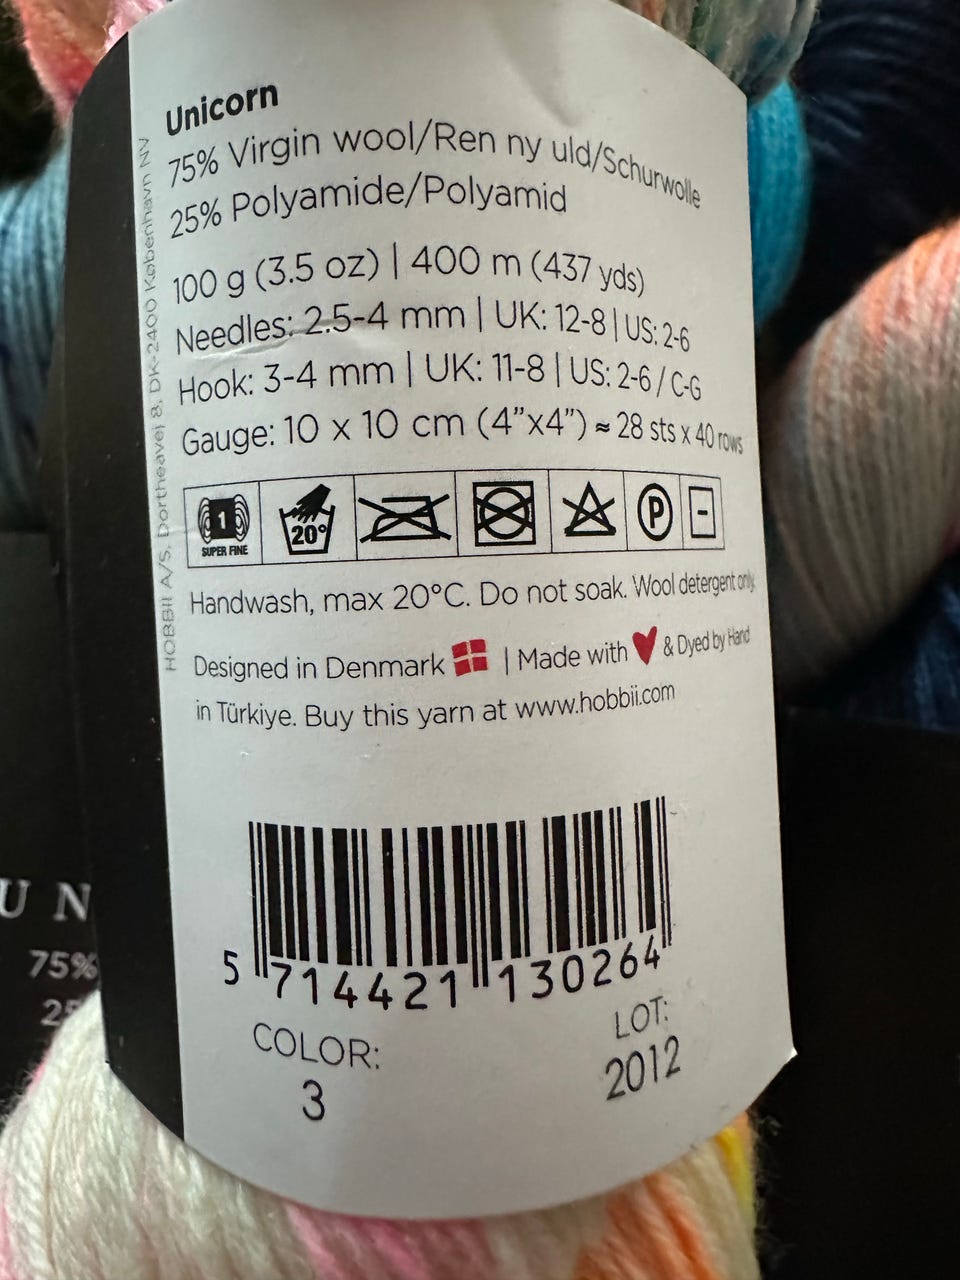 Unicorn
75% Virgin wool/Ren ny uld/Schurwolle
25% Polyamide/Polyamid
100 g (3.5 oz) | 400 m (437 yds)
Needles: 2.5-4 mm | UK: 12-8 | US: 2-6
Hook: 3-4 mm | UK: 11-8 | US: 2-6 / C-G
Gauge: 10 x 10 cm (4”x4”) ≈ 28 sts x 40 rows
1
SUPER FINE
20°
P
Handwash, max 20°C. Do not soak. Wool detergent only
Designed in Denmark | Made with & Dyed by Hand
in Türkiye. Buy this yarn at www.hobbii.com
5 714421 130264
COLOR:
3
LOT:
2012
HOBBII A/S, Dortheavej 8, DK-2400 København NV
UN
75%